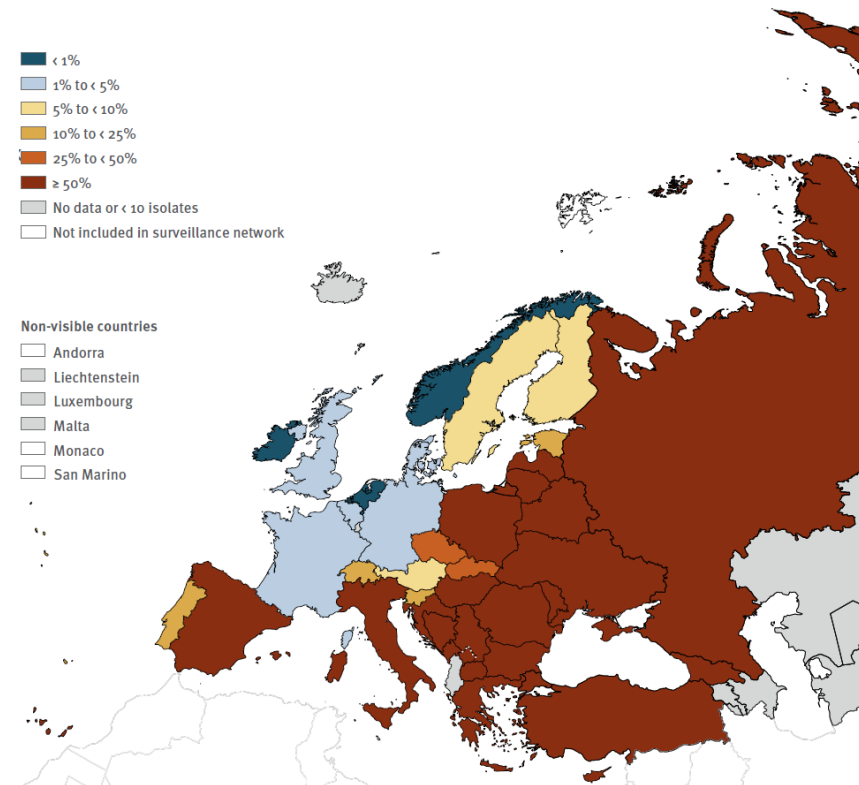 < 1%
1% to < 5%
5% to < 10%
10% to < 25%
25% to < 50%
≥ 50%
No data or < 10 isolates
Not included in surveillance network
Non-visible countries
Andorra
Liechtenstein
Luxembourg
Malta
Monaco
San Marino